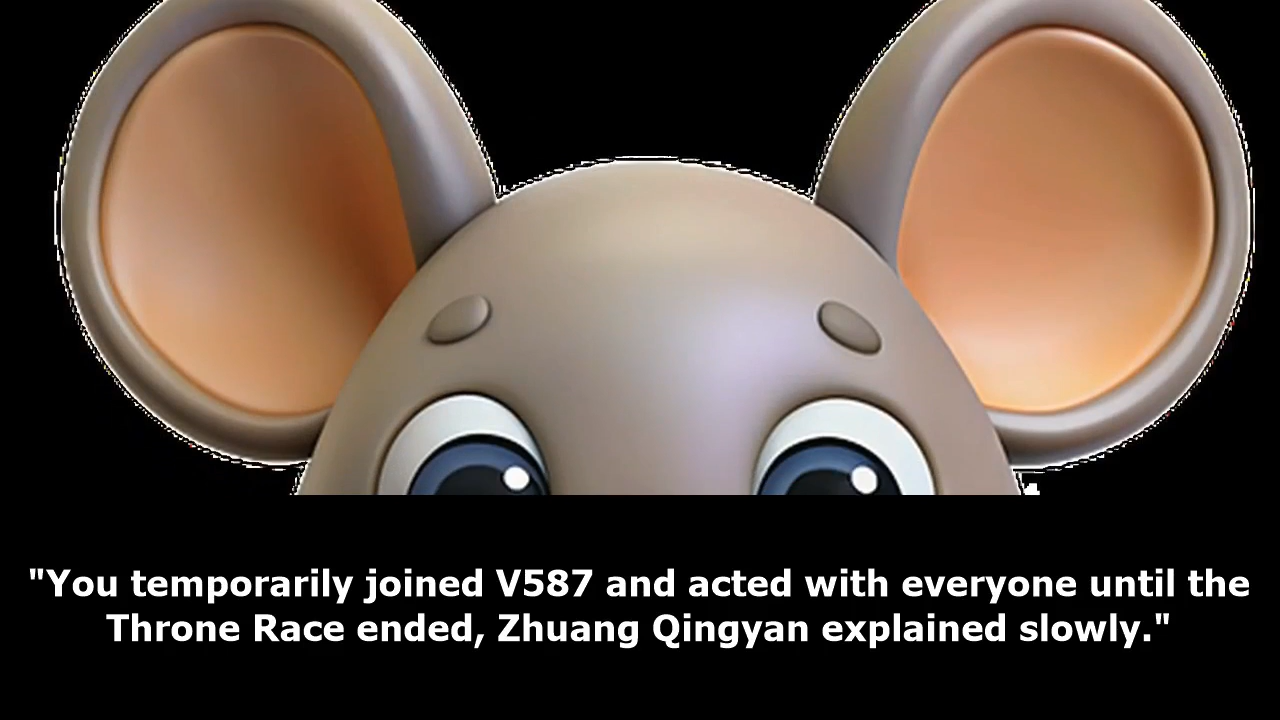 "You temporarily joined V587 and acted with everyone until the
Throne Race ended, Zhuang Qingyan explained slowly."